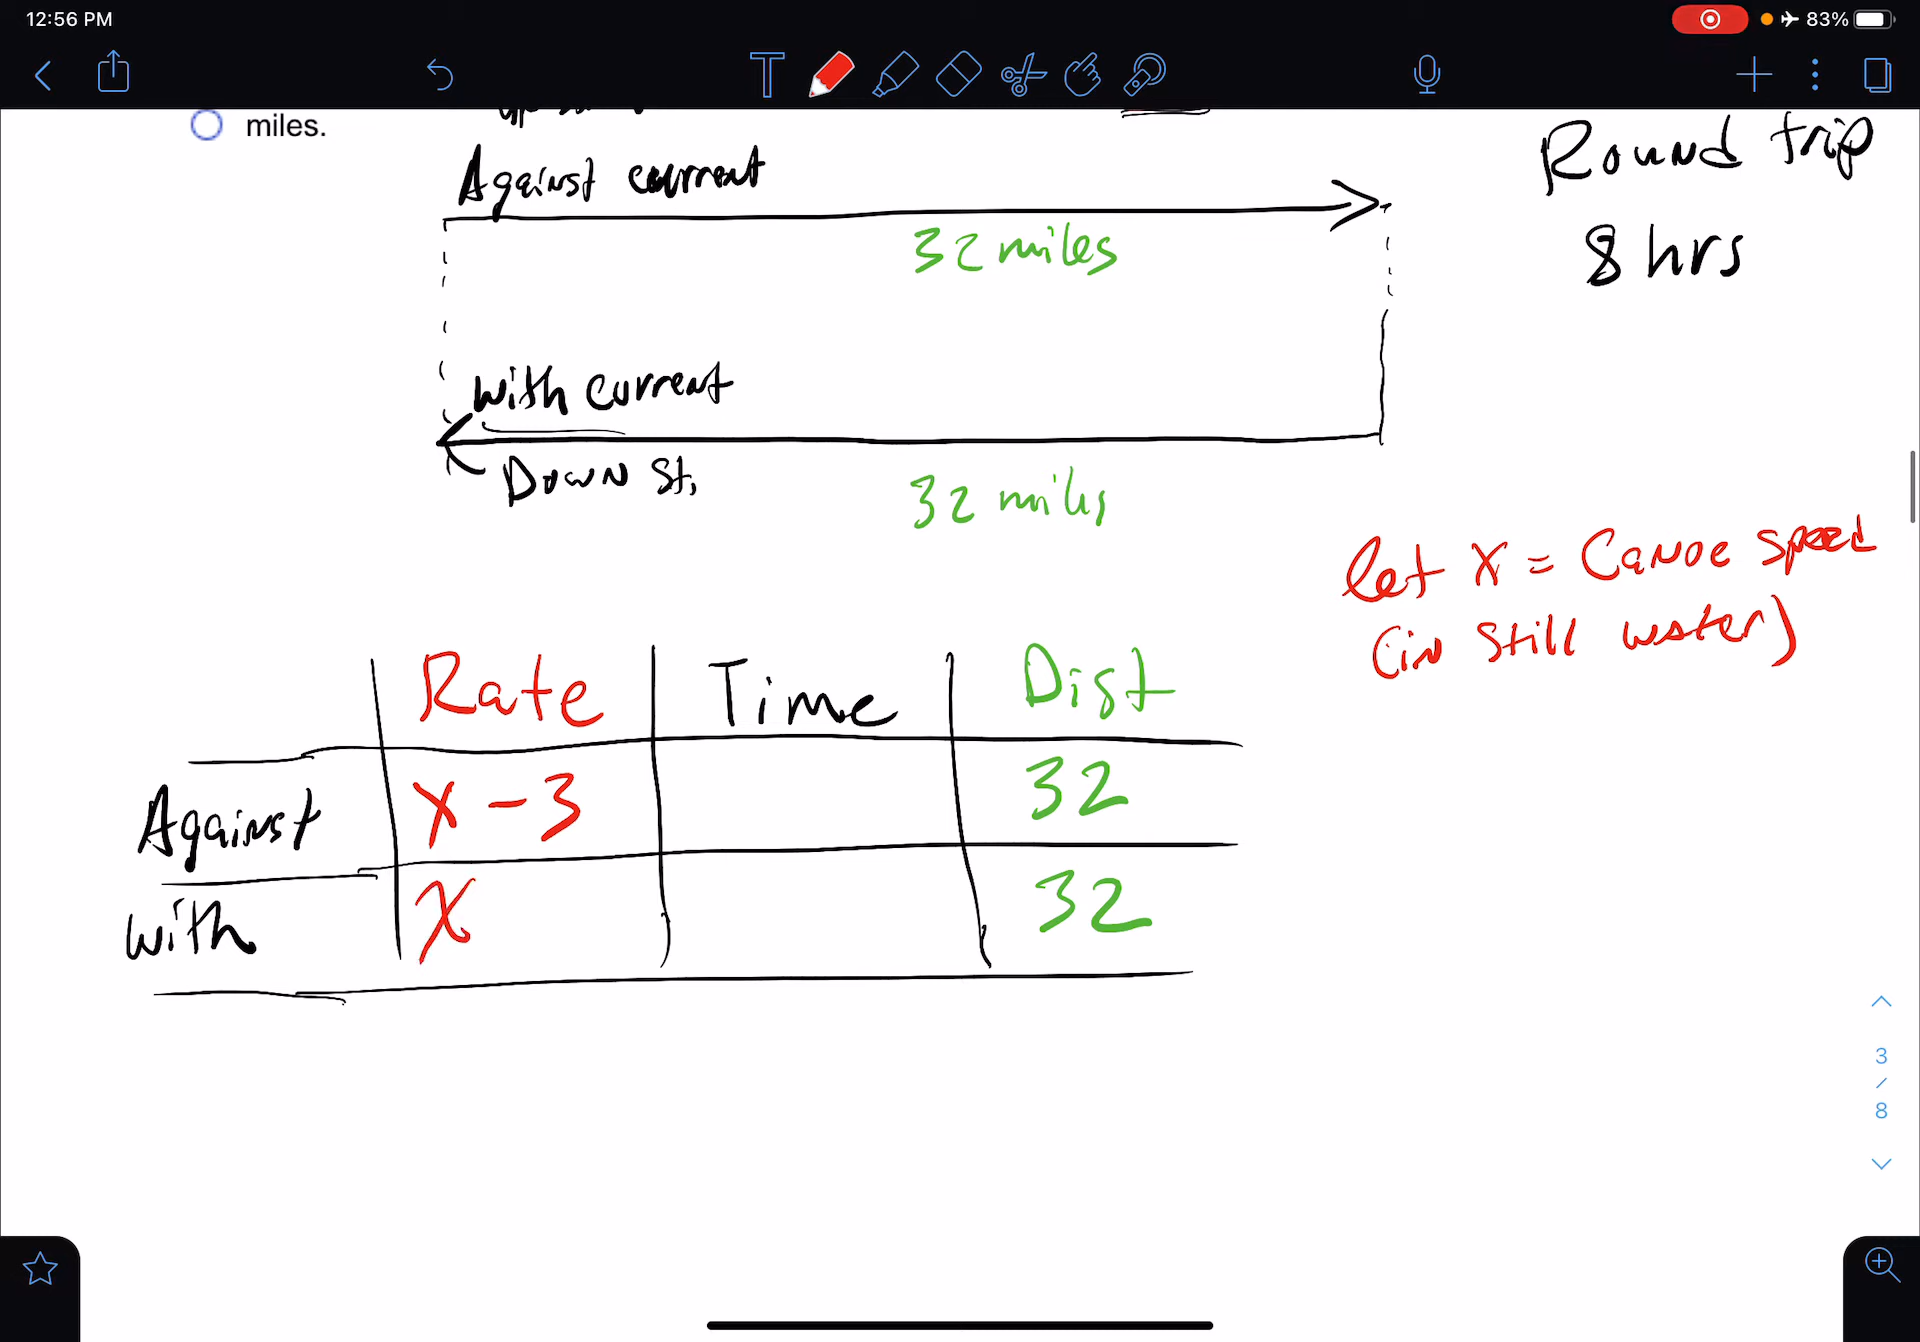 12:56 PM
83%
miles.
Against current
Round trip
32 miles
8 hrs
With current
Down St.
32 miles
let x = Canoe speed
(in Still water)
Rate Time Dist
Against x - 3 32
with x 32
3
/
8